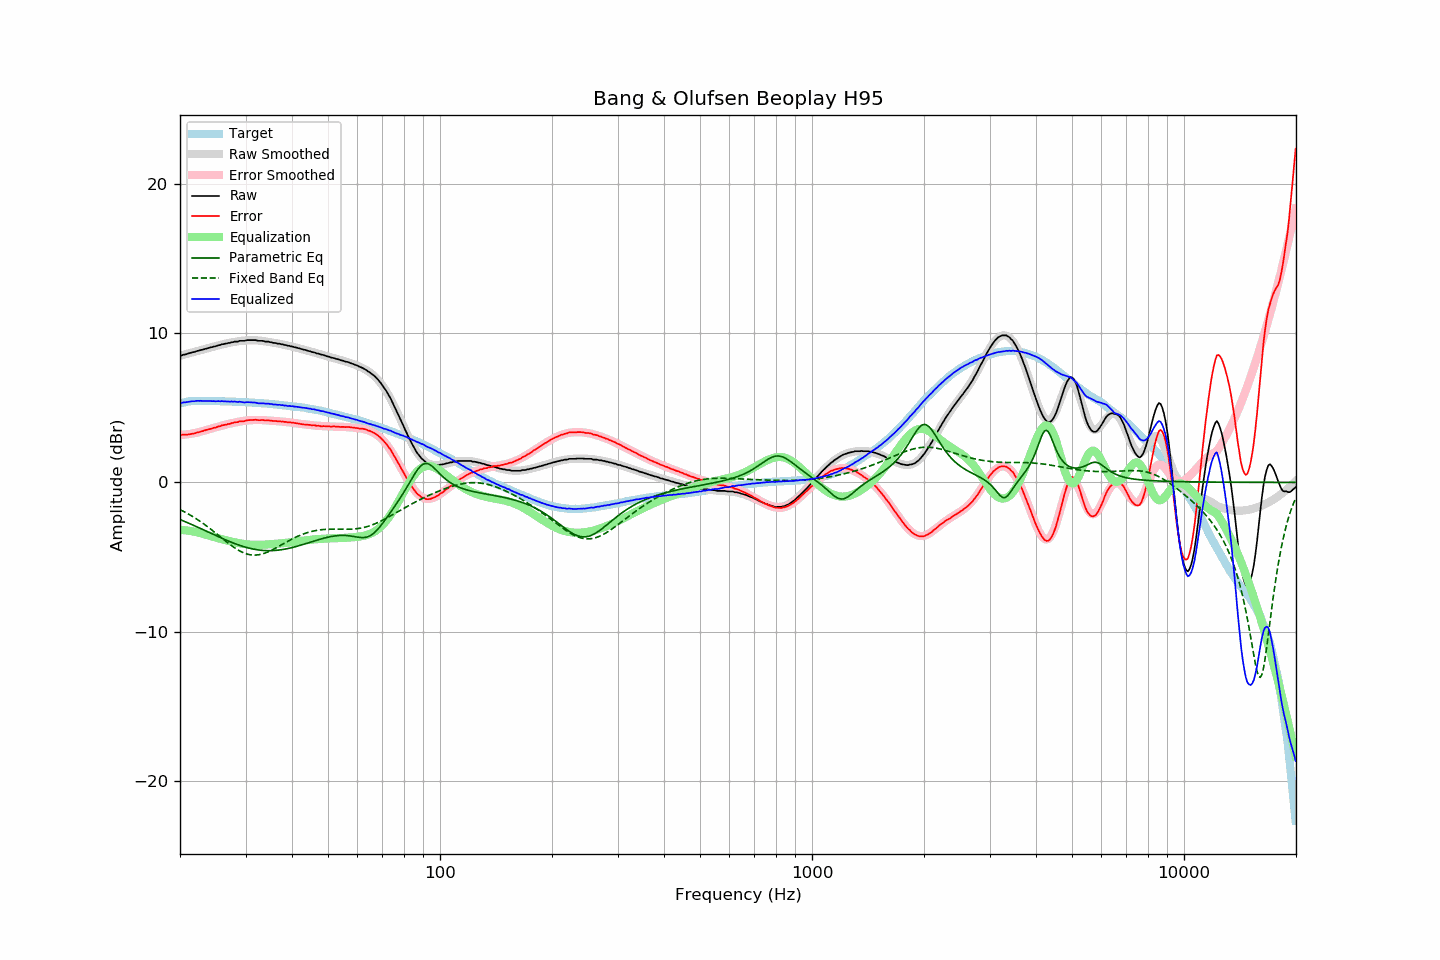 Bang & Olufsen Beoplay H95
Target
Raw Smoothed
Error Smoothed
Raw
Error
Equalization
Parametric Eq
Fixed Band Eq
Equalized
20
10
0
−10
−20
Amplitude (dBr)
100
1000
10000
Frequency (Hz)